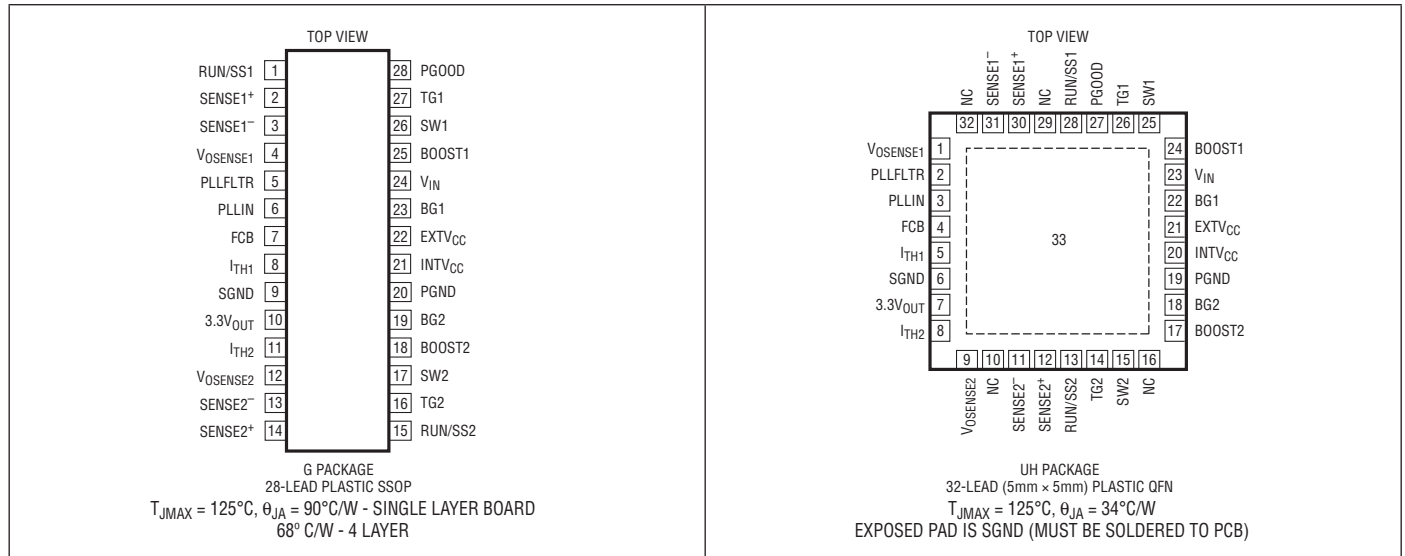 TOP VIEW
RUN/SS1 1
SENSE1+ 2
SENSE1– 3
VOSENSE1 4
PLLFLTR 5
PLLIN 6
FCB 7
ITH1 8
SGND 9
3.3VOUT 10
ITH2 11
VOSENSE2 12
SENSE2– 13
SENSE2+ 14
28 PGOOD
27 TG1
26 SW1
25 BOOST1
24 VIN
23 BG1
22 EXTVCC
21 INTVCC
20 PGND
19 BG2
18 BOOST2
17 SW2
16 TG2
15 RUN/SS2
G PACKAGE
28-LEAD PLASTIC SSOP
TJMAX = 125°C, θJA = 90°C/W - SINGLE LAYER BOARD
68º C/W - 4 LAYER
TOP VIEW
NC SENSE1– SENSE1+ NC RUN/SS1 PGOOD TG1 SW1
32 31 30 29 28 27 26 25
VOSENSE1 1
PLLFLTR 2
PLLIN 3
FCB 4
ITH1 5
SGND 6
3.3VOUT 7
ITH2 8
33
24 BOOST1
23 VIN
22 BG1
21 EXTVCC
20 INTVCC
19 PGND
18 BG2
17 BOOST2
9 10 11 12 13 14 15 16
VOSENSE2 NC SENSE2– SENSE2+ RUN/SS2 TG2 SW2 NC
UH PACKAGE
32-LEAD (5mm × 5mm) PLASTIC QFN
TJMAX = 125°C, θJA = 34°C/W
EXPOSED PAD IS SGND (MUST BE SOLDERED TO PCB)